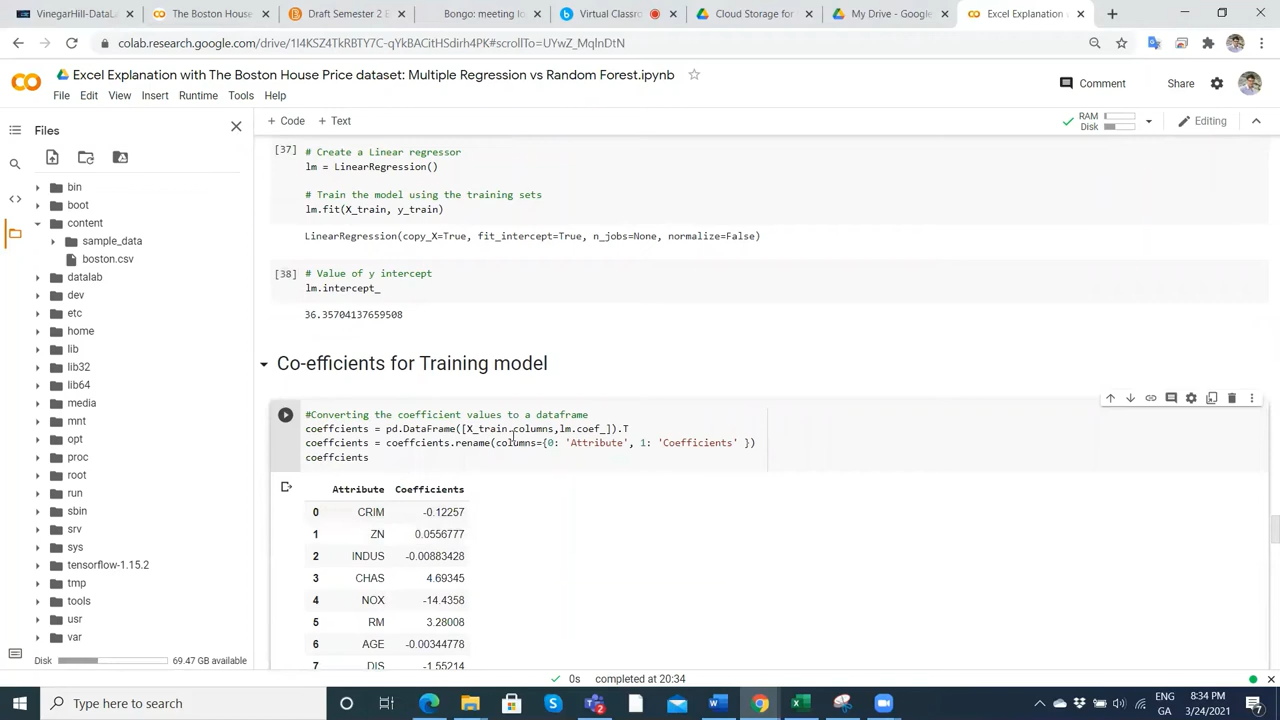 VinegarHill-DataLa
The Boston House
Draft Semester 2 E
Bongo: meeting lo
Virtual Classro
Cloud Storage for
My Drive - Google
Excel Explanation
colab.research.google.com/drive/1I4KSZ4TkRBTY7C-qYkBACitHSdirh4PK#scrollTo=UYwZ_MqlnDtU
Excel Explanation with The Boston House Price dataset: Multiple Regression vs Random Forest.ipynb
Comment
Share
File Edit View Insert Runtime Tools Help
Files
+ Code + Text
RAM
Disk
Editing
bin
boot
content
sample_data
boston.csv
datalab
dev
etc
home
lib
lib32
lib64
media
mnt
opt
proc
root
run
sbin
srv
sys
tensorflow-1.15.2
tmp
tools
usr
var
Disk 69.47 GB available
[37] # Create a Linear regressor
lm = LinearRegression()
# Train the model using the training sets
lm.fit(X_train, y_train)
LinearRegression(copy_X=True, fit_intercept=True, n_jobs=None, normalize=False)
[38] # Value of y intercept
lm.intercept_
36.35704137659508
Co-efficients for Training model
#Converting the coefficient values to a dataframe
coeffcients = pd.DataFrame([X_train.columns,lm.coef_]).T
coeffcients = coeffcients.rename(columns={0: 'Attribute', 1: 'Coefficients' })
coeffcients
Attribute Coefficients
0 CRIM -0.12257
1 ZN 0.0556777
2 INDUS -0.00883428
3 CHAS 4.69345
4 NOX -14.4358
5 RM 3.28008
6 AGE -0.00344778
7 DIS -1.55214
0s completed at 20:34
Type here to search
ENG
GA
8:34 PM
3/24/2021